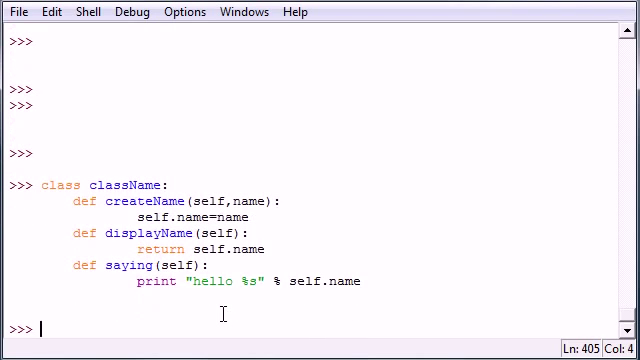 File Edit Shell Debug Options Windows Help
>>>
>>>
>>>
>>>
>>> class className:
def createName(self,name):
self.name=name
def displayName(self):
return self.name
def saying(self):
print "hello %s" % self.name
>>>
Ln: 405 Col: 4